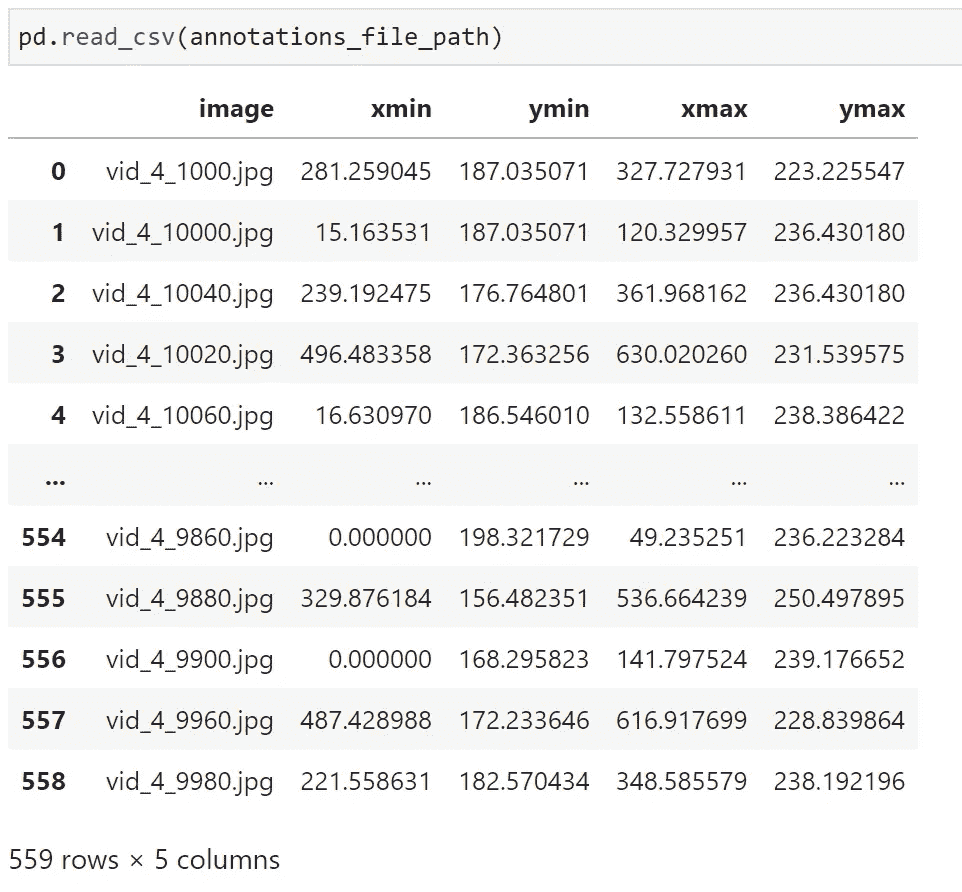 pd.read_csv(annotations_file_path)
image xmin ymin xmax ymax
0 vid_4_1000.jpg 281.259045 187.035071 327.727931 223.225547
1 vid_4_10000.jpg 15.163531 187.035071 120.329957 236.430180
2 vid_4_10040.jpg 239.192475 176.764801 361.968162 236.430180
3 vid_4_10020.jpg 496.483358 172.363256 630.020260 231.539575
4 vid_4_10060.jpg 16.630970 186.546010 132.558611 238.386422
... ... ... ... ... ...
554 vid_4_9860.jpg 0.000000 198.321729 49.235251 236.223284
555 vid_4_9880.jpg 329.876184 156.482351 536.664239 250.497895
556 vid_4_9900.jpg 0.000000 168.295823 141.797524 239.176652
557 vid_4_9960.jpg 487.428988 172.233646 616.917699 228.839864
558 vid_4_9980.jpg 221.558631 182.570434 348.585579 238.192196
559 rows × 5 columns